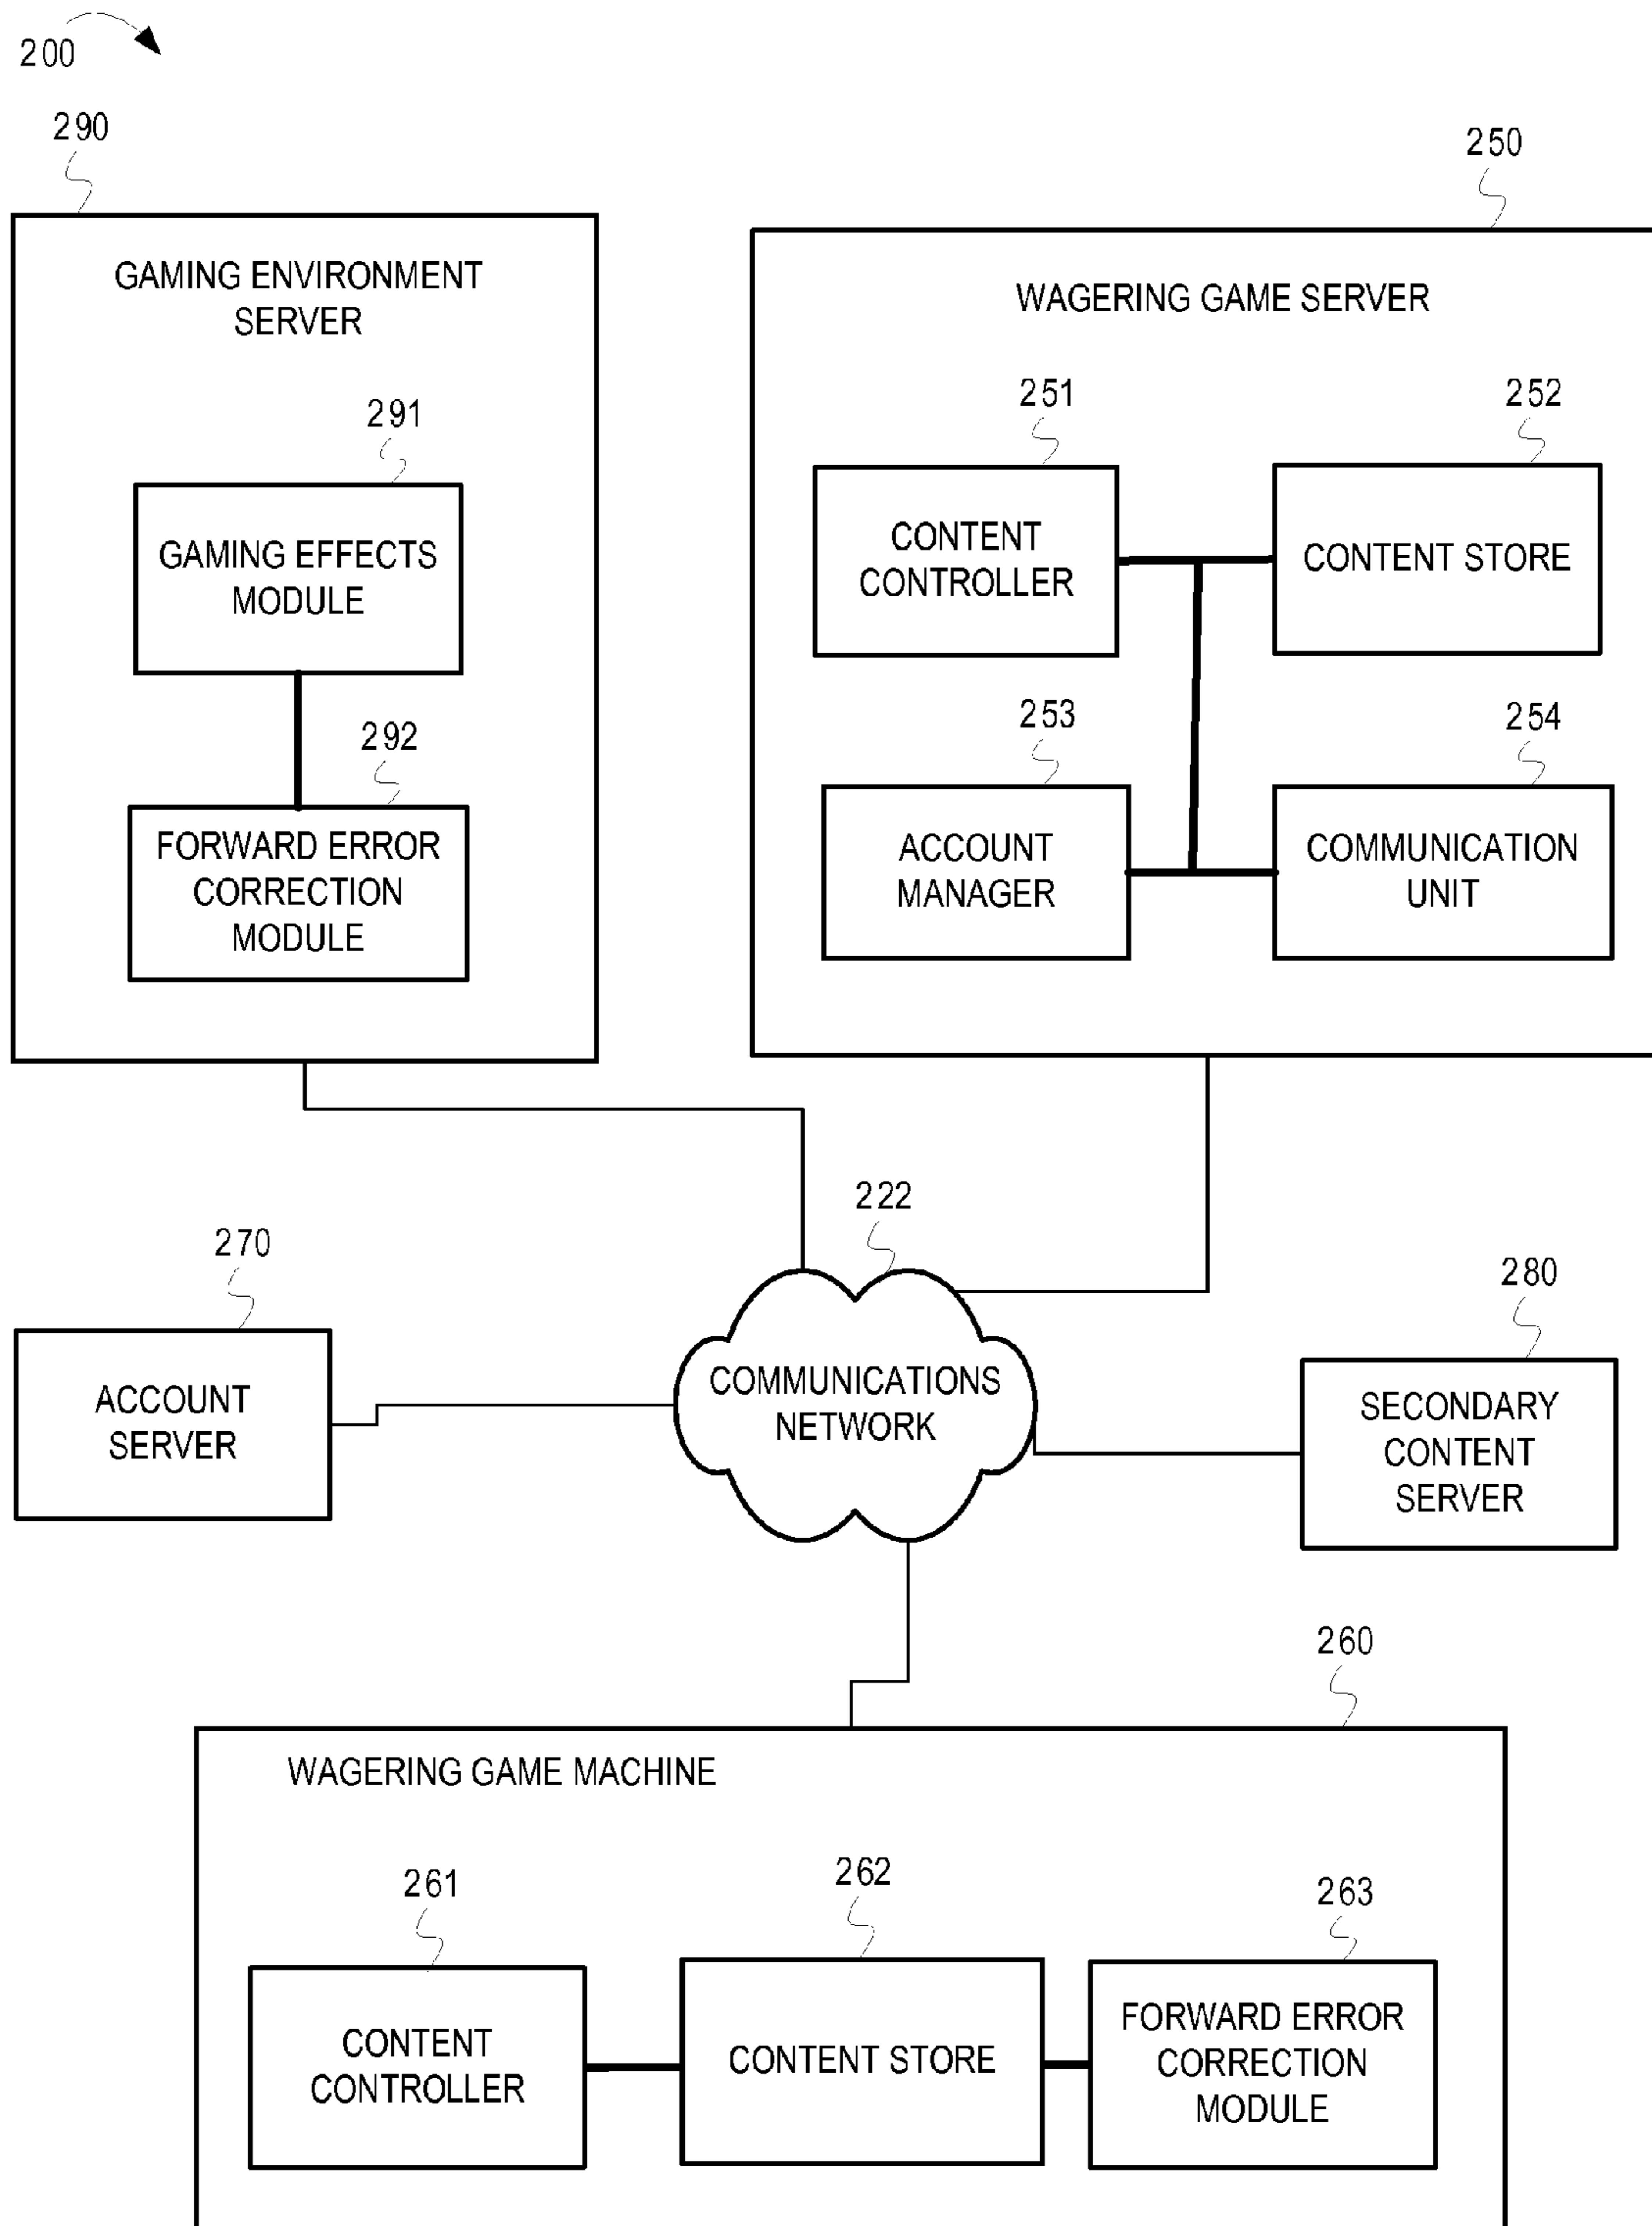 200
290
250
GAMING ENVIRONMENT
SERVER
WAGERING GAME SERVER
291
251
252
GAMING EFFECTS
MODULE
CONTENT
CONTROLLER
CONTENT STORE
292
253
254
FORWARD ERROR
CORRECTION
MODULE
ACCOUNT
MANAGER
COMMUNICATION
UNIT
222
270
280
ACCOUNT
SERVER
COMMUNICATIONS
NETWORK
SECONDARY
CONTENT
SERVER
260
WAGERING GAME MACHINE
261
262
263
CONTENT
CONTROLLER
CONTENT STORE
FORWARD ERROR
CORRECTION
MODULE